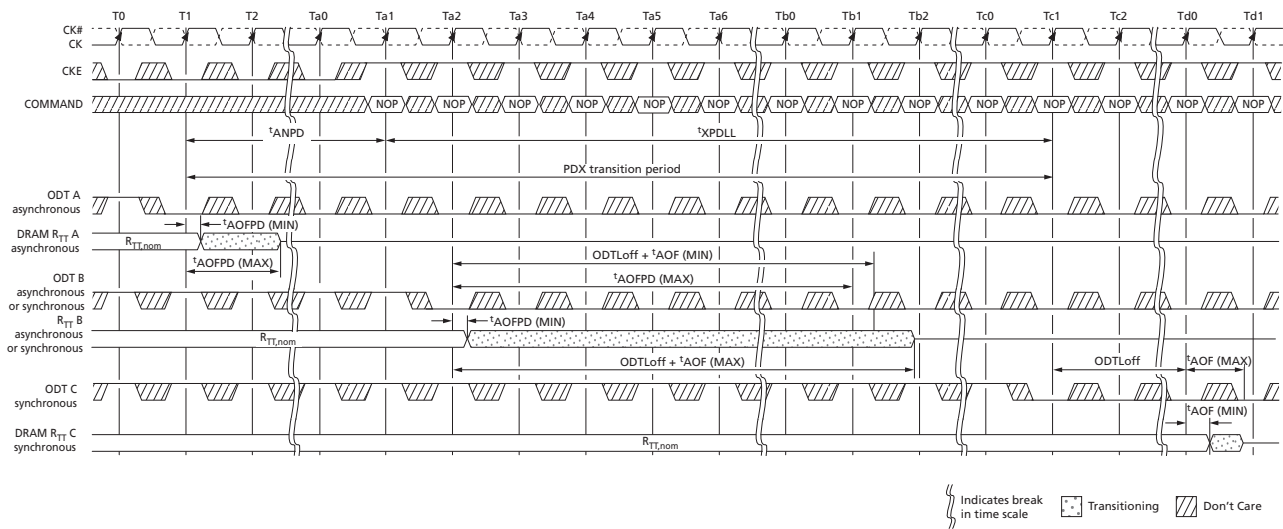 T0 T1 T2 Ta0 Ta1 Ta2 Ta3 Ta4 Ta5 Ta6 Tb0 Tb1 Tb2 Tc0 Tc1 Tc2 Td0 Td1
CK#
CK
CKE
COMMAND
NOP NOP NOP NOP NOP NOP NOP NOP NOP NOP NOP NOP NOP NOP
tANPD
tXPDLL
PDX transition period
ODT A
asynchronous
tAOFPD (MIN)
DRAM RTT A
asynchronous
RTT,nom
tAOFPD (MAX)
ODTLoff + tAOF (MIN)
tAOFPD (MAX)
ODT B
asynchronous
or synchronous
RTT B
asynchronous
or synchronous
tAOFPD (MIN)
RTT,nom
ODTLoff + tAOF (MAX)
ODTLoff
tAOF (MAX)
ODT C
synchronous
tAOF (MIN)
DRAM RTT C
synchronous
RTT,nom
Indicates break
in time scale
Transitioning
Don't Care